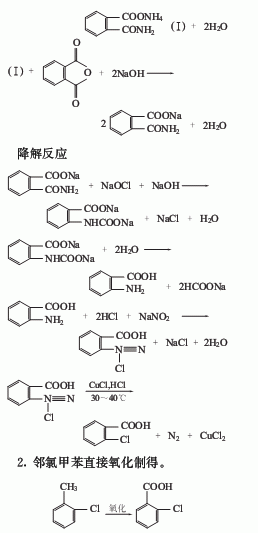 COONH₄
CONH₂ (I) + 2H₂O
(I) + O O O + 2NaOH ⟶
2 COONa CONH₂ + 2H₂O
降解反应
COONa CONH₂ + NaOCl + NaOH ⟶
COONa NHCOONa + NaCl + H₂O
COONa NHCOONa + 2H₂O ⟶
COOH NH₂ + 2HCOONa
COOH NH₂ + 2HCl + NaNO₂ ⟶
COOH N═N Cl + NaCl + 2H₂O
COOH N═N Cl CuCl,HCl 30～40℃
COOH Cl + N₂ + CuCl₂
2. 邻氯甲苯直接氧化制得。
CH₃ Cl 氧化 COOH Cl